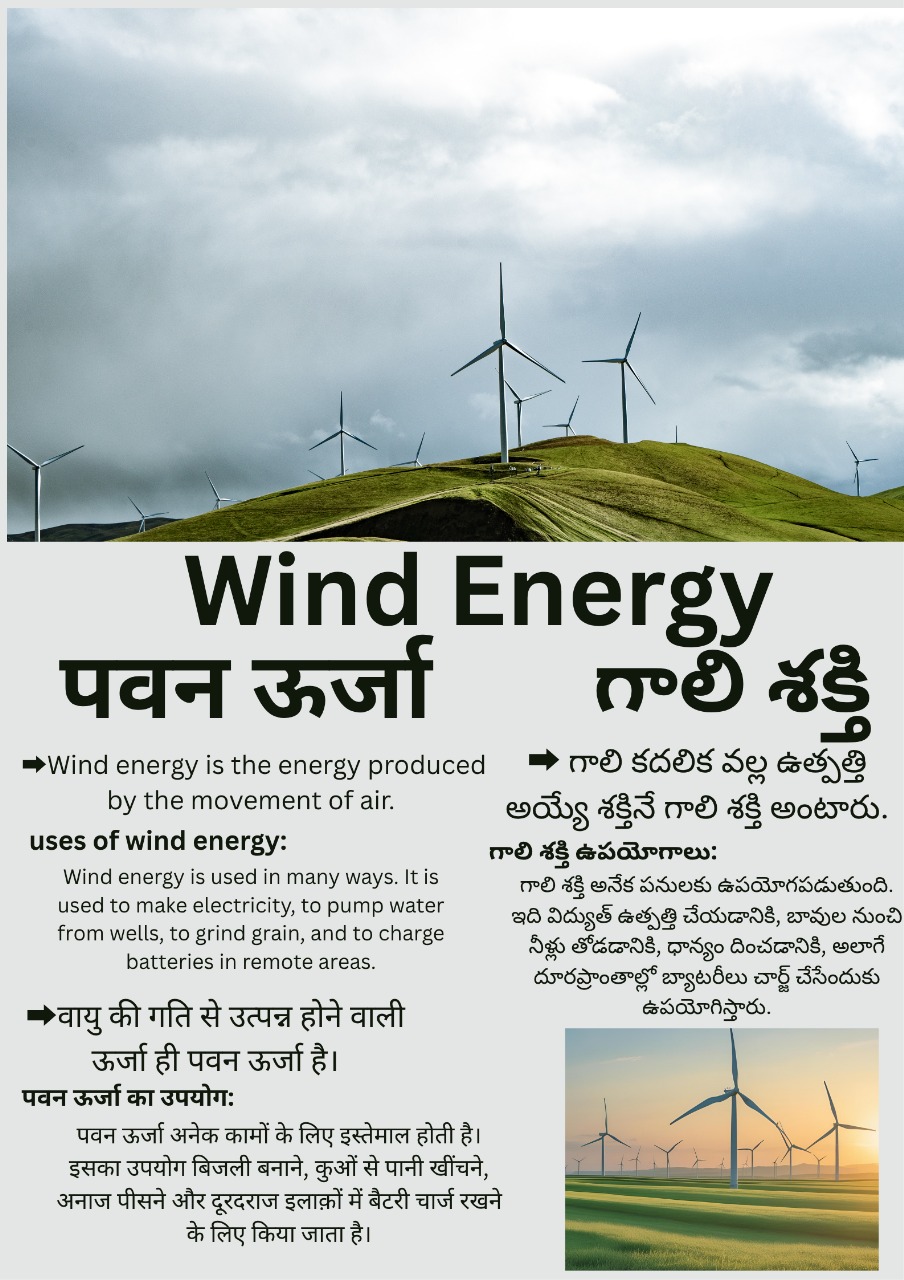 Wind Energy
पवन ऊर्जा
గాలి శక్తి
➡Wind energy is the energy produced
by the movement of air.
uses of wind energy:
Wind energy is used in many ways. It is
used to make electricity, to pump water
from wells, to grind grain, and to charge
batteries in remote areas.
➡वायु की गति से उत्पन्न होने वाली
ऊर्जा ही पवन ऊर्जा है।
पवन ऊर्जा का उपयोग:
पवन ऊर्जा अनेक कामों के लिए इस्तेमाल होती है।
इसका उपयोग बिजली बनाने, कुओं से पानी खींचने,
अनाज पीसने और दूरदराज इलाक़ों में बैटरी चार्ज रखने
के लिए किया जाता है।
➡ గాలి కదలిక వల్ల ఉత్పత్తి
అయ్యే శక్తినే గాలి శక్తి అంటారు.
గాలి శక్తి ఉపయోగాలు:
గాలి శక్తి అనేక పనులకు ఉపయోగపడుతుంది.
ఇది విద్యుత్ ఉత్పత్తి చేయడానికి, బావుల నుంచి
నీళ్లు తోడడానికి, ధాన్యం దించడానికి, అలాగే
దూరప్రాంతాల్లో బ్యాటరీలు చార్జ్ చేసేందుకు
ఉపయోగిస్తారు.